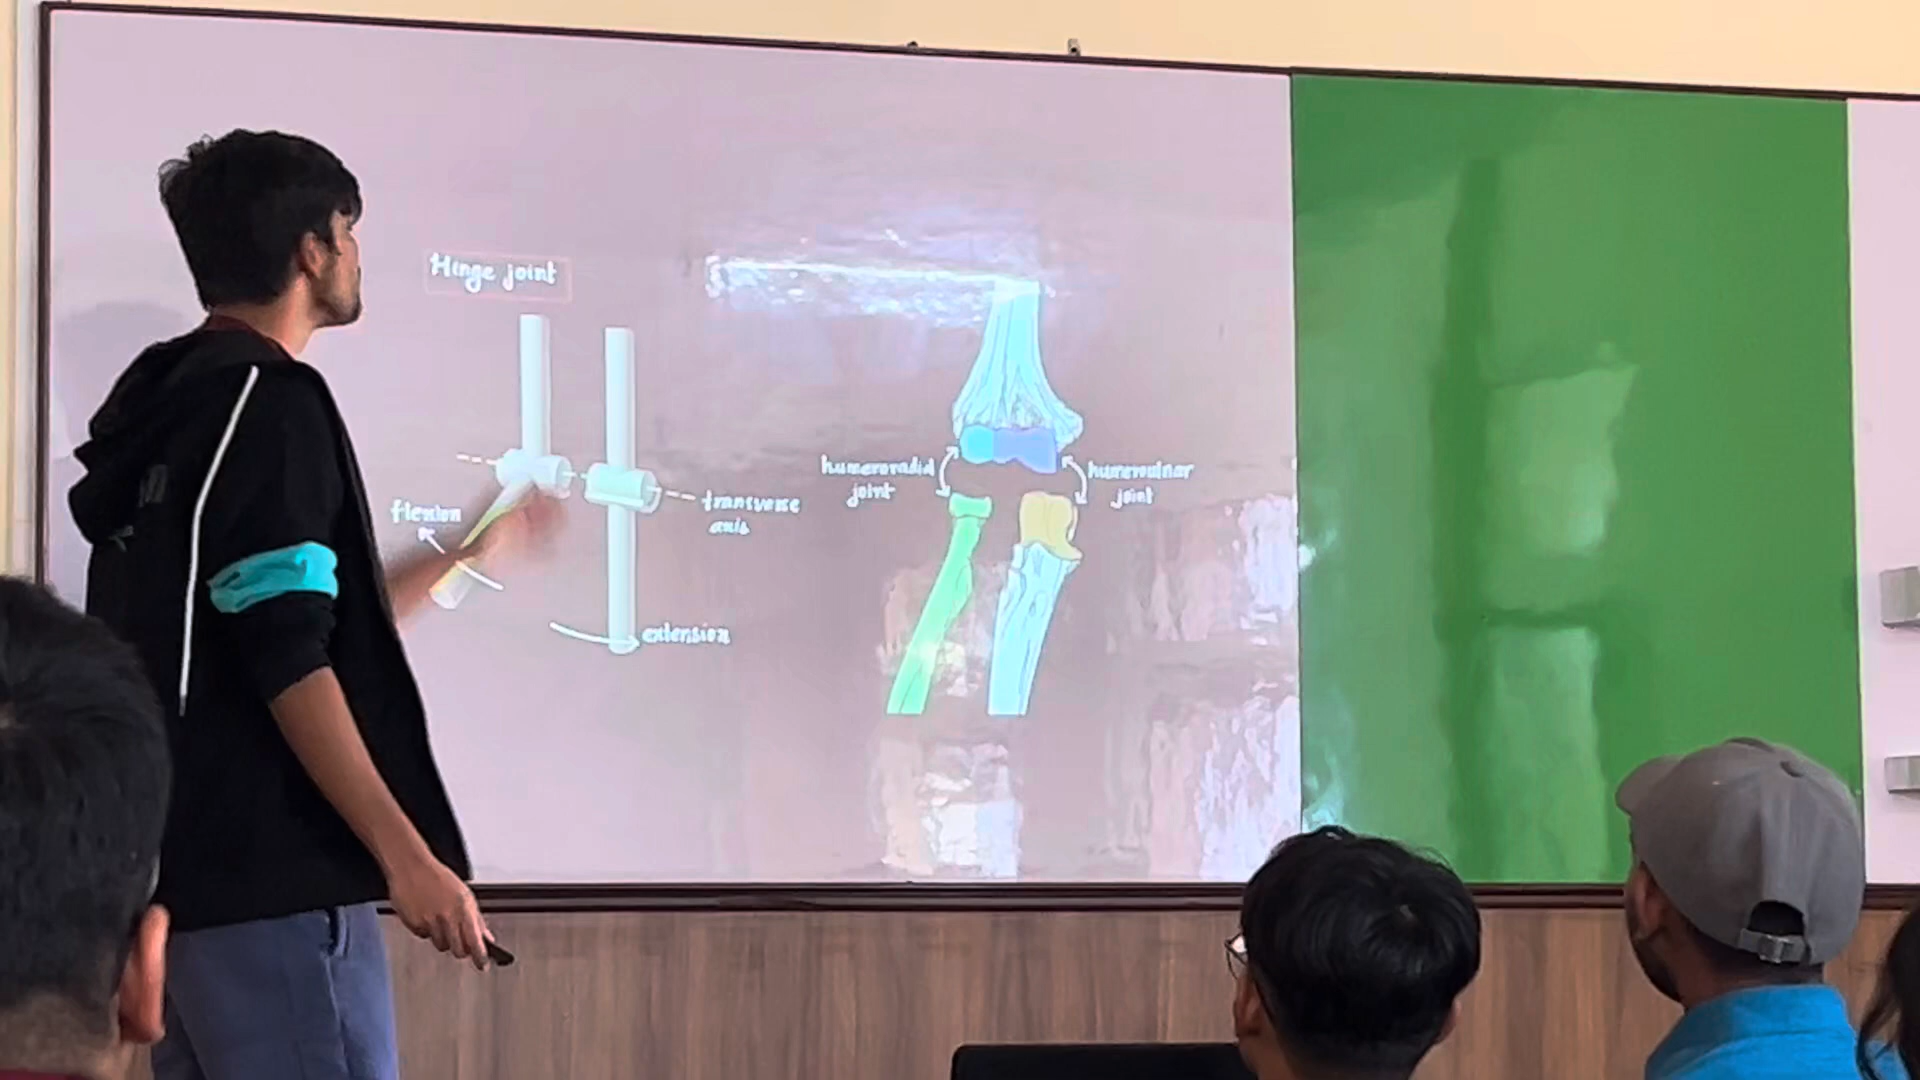 Hinge joint
flexion
transverse
axis
extension
humeroradial
joint
humeroulnar
joint